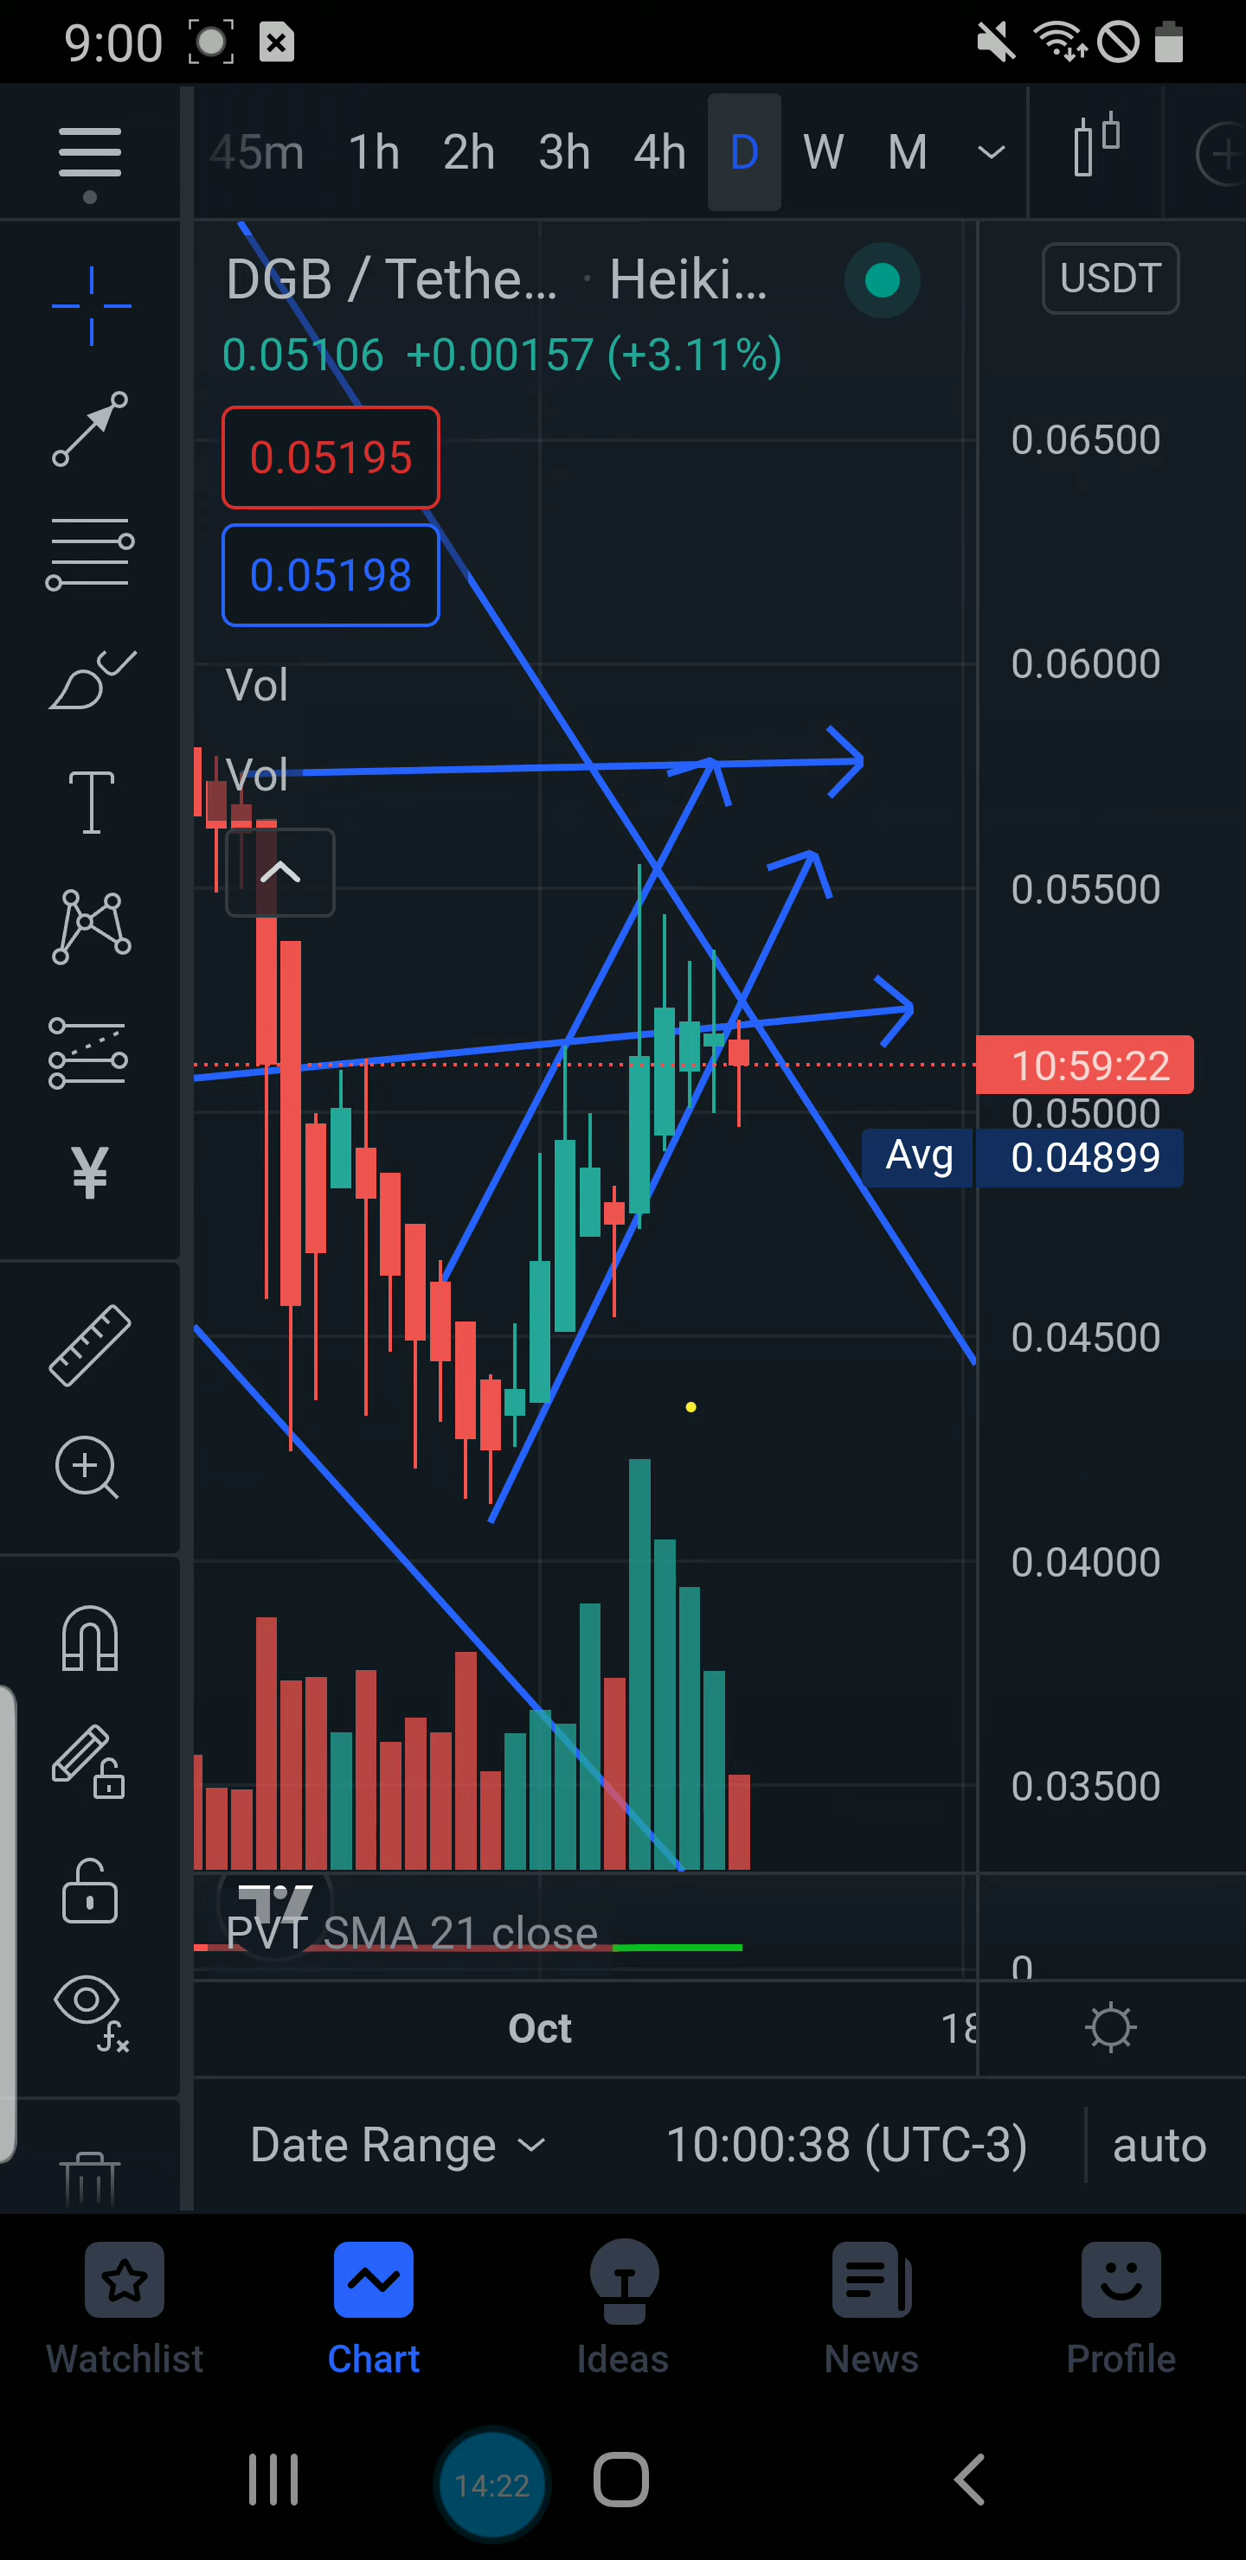 9:00
45m 1h 2h 3h 4h D W M
DGB / Tethe... · Heiki...
USDT
0.05106 +0.00157 (+3.11%)
0.05195
0.05198
Vol
Vol
0.06500
0.06000
0.05500
10:59:22
0.05000
Avg 0.04899
0.04500
0.04000
0.03500
PVT SMA 21 close
0
Oct 18
Date Range 10:00:38 (UTC-3) auto
Watchlist Chart Ideas News Profile
14:22